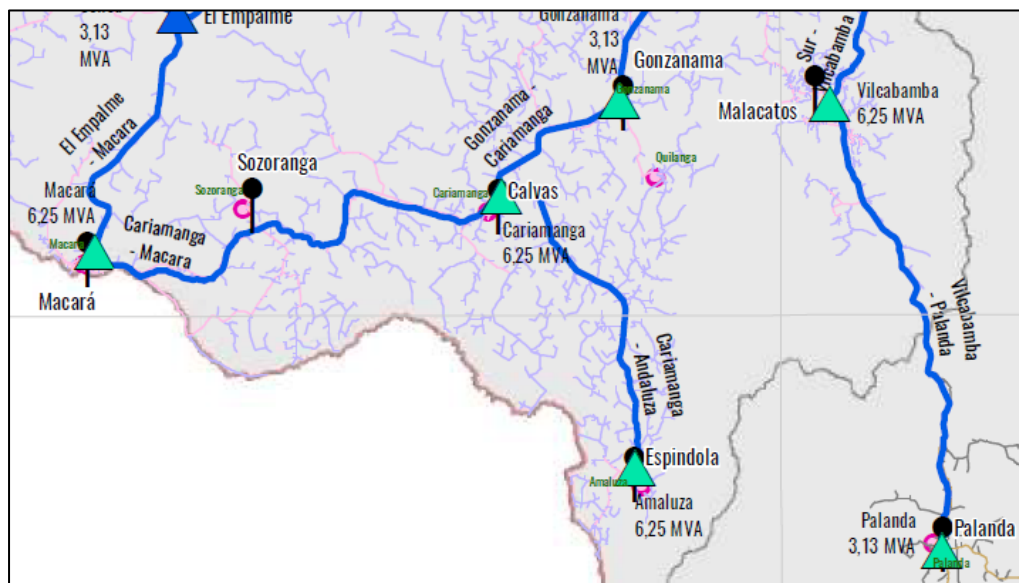 El Empalme
3,13
MVA
El Empalme
- Macara
Gonzanama
3,13
MVA
Gonzanama
Gonzanama
Gonzanama -
Cariamanga
Sur -
Vilcabamba
Malacatos
Vilcabamba
6,25 MVA
Quilanga
Sozoranga
Sozoranga
Cariamanga
Calvas
Cariamanga
6,25 MVA
Macará
6,25 MVA
Macara
Macará
Cariamanga
- Macara
Cariamanga
- Andaluza
Vilcabamba
- Palanda
Espindola
Amaluza
Amaluza
6,25 MVA
Palanda
3,13 MVA
Palanda
Palanda